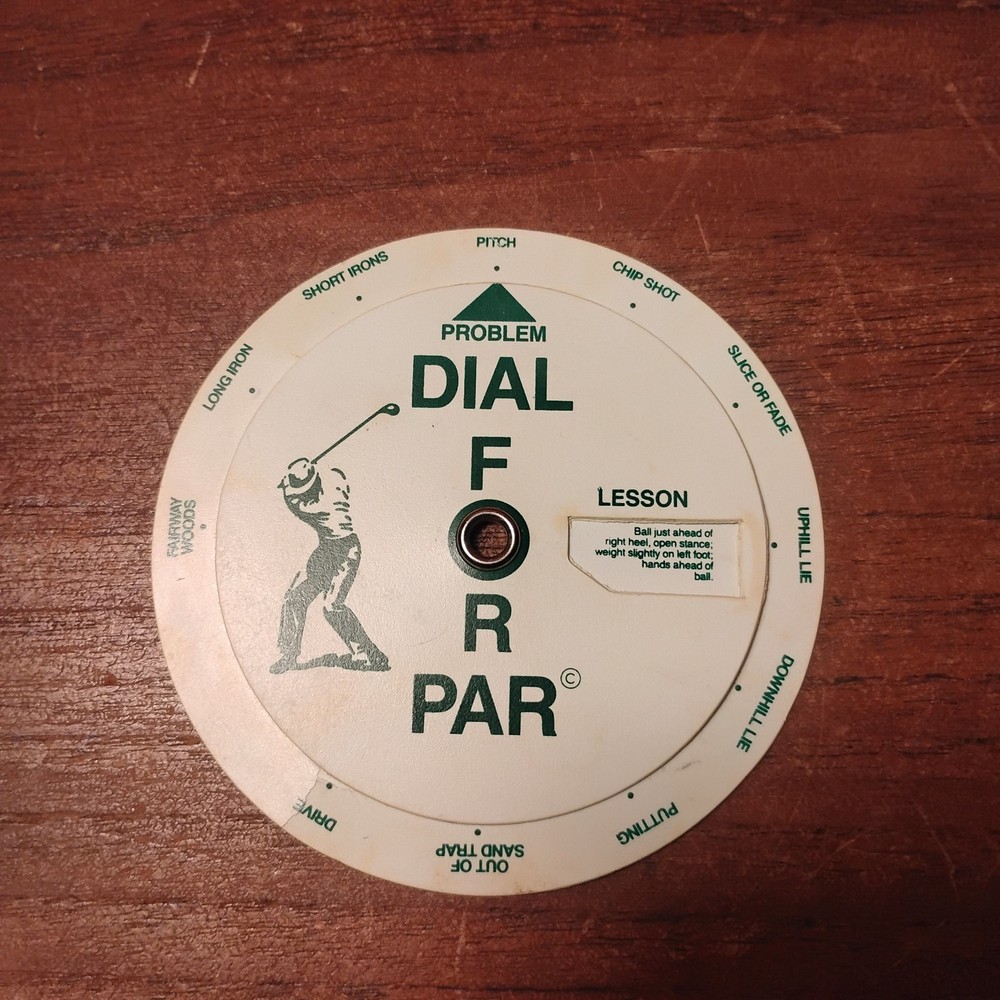 PITCH
CHIP SHOT
SLICE OR FADE
UPHILL LIE
DOWNHILL LIE
PUTTING
OUT OF
SAND TRAP
DRIVE
FAIRWAY
WOODS
LONG IRON
SHORT IRONS
PROBLEM
DIAL
F
O
R
PAR©
LESSON
Ball just ahead of
right heel, open stance;
weight slightly on left foot;
hands ahead of
ball.